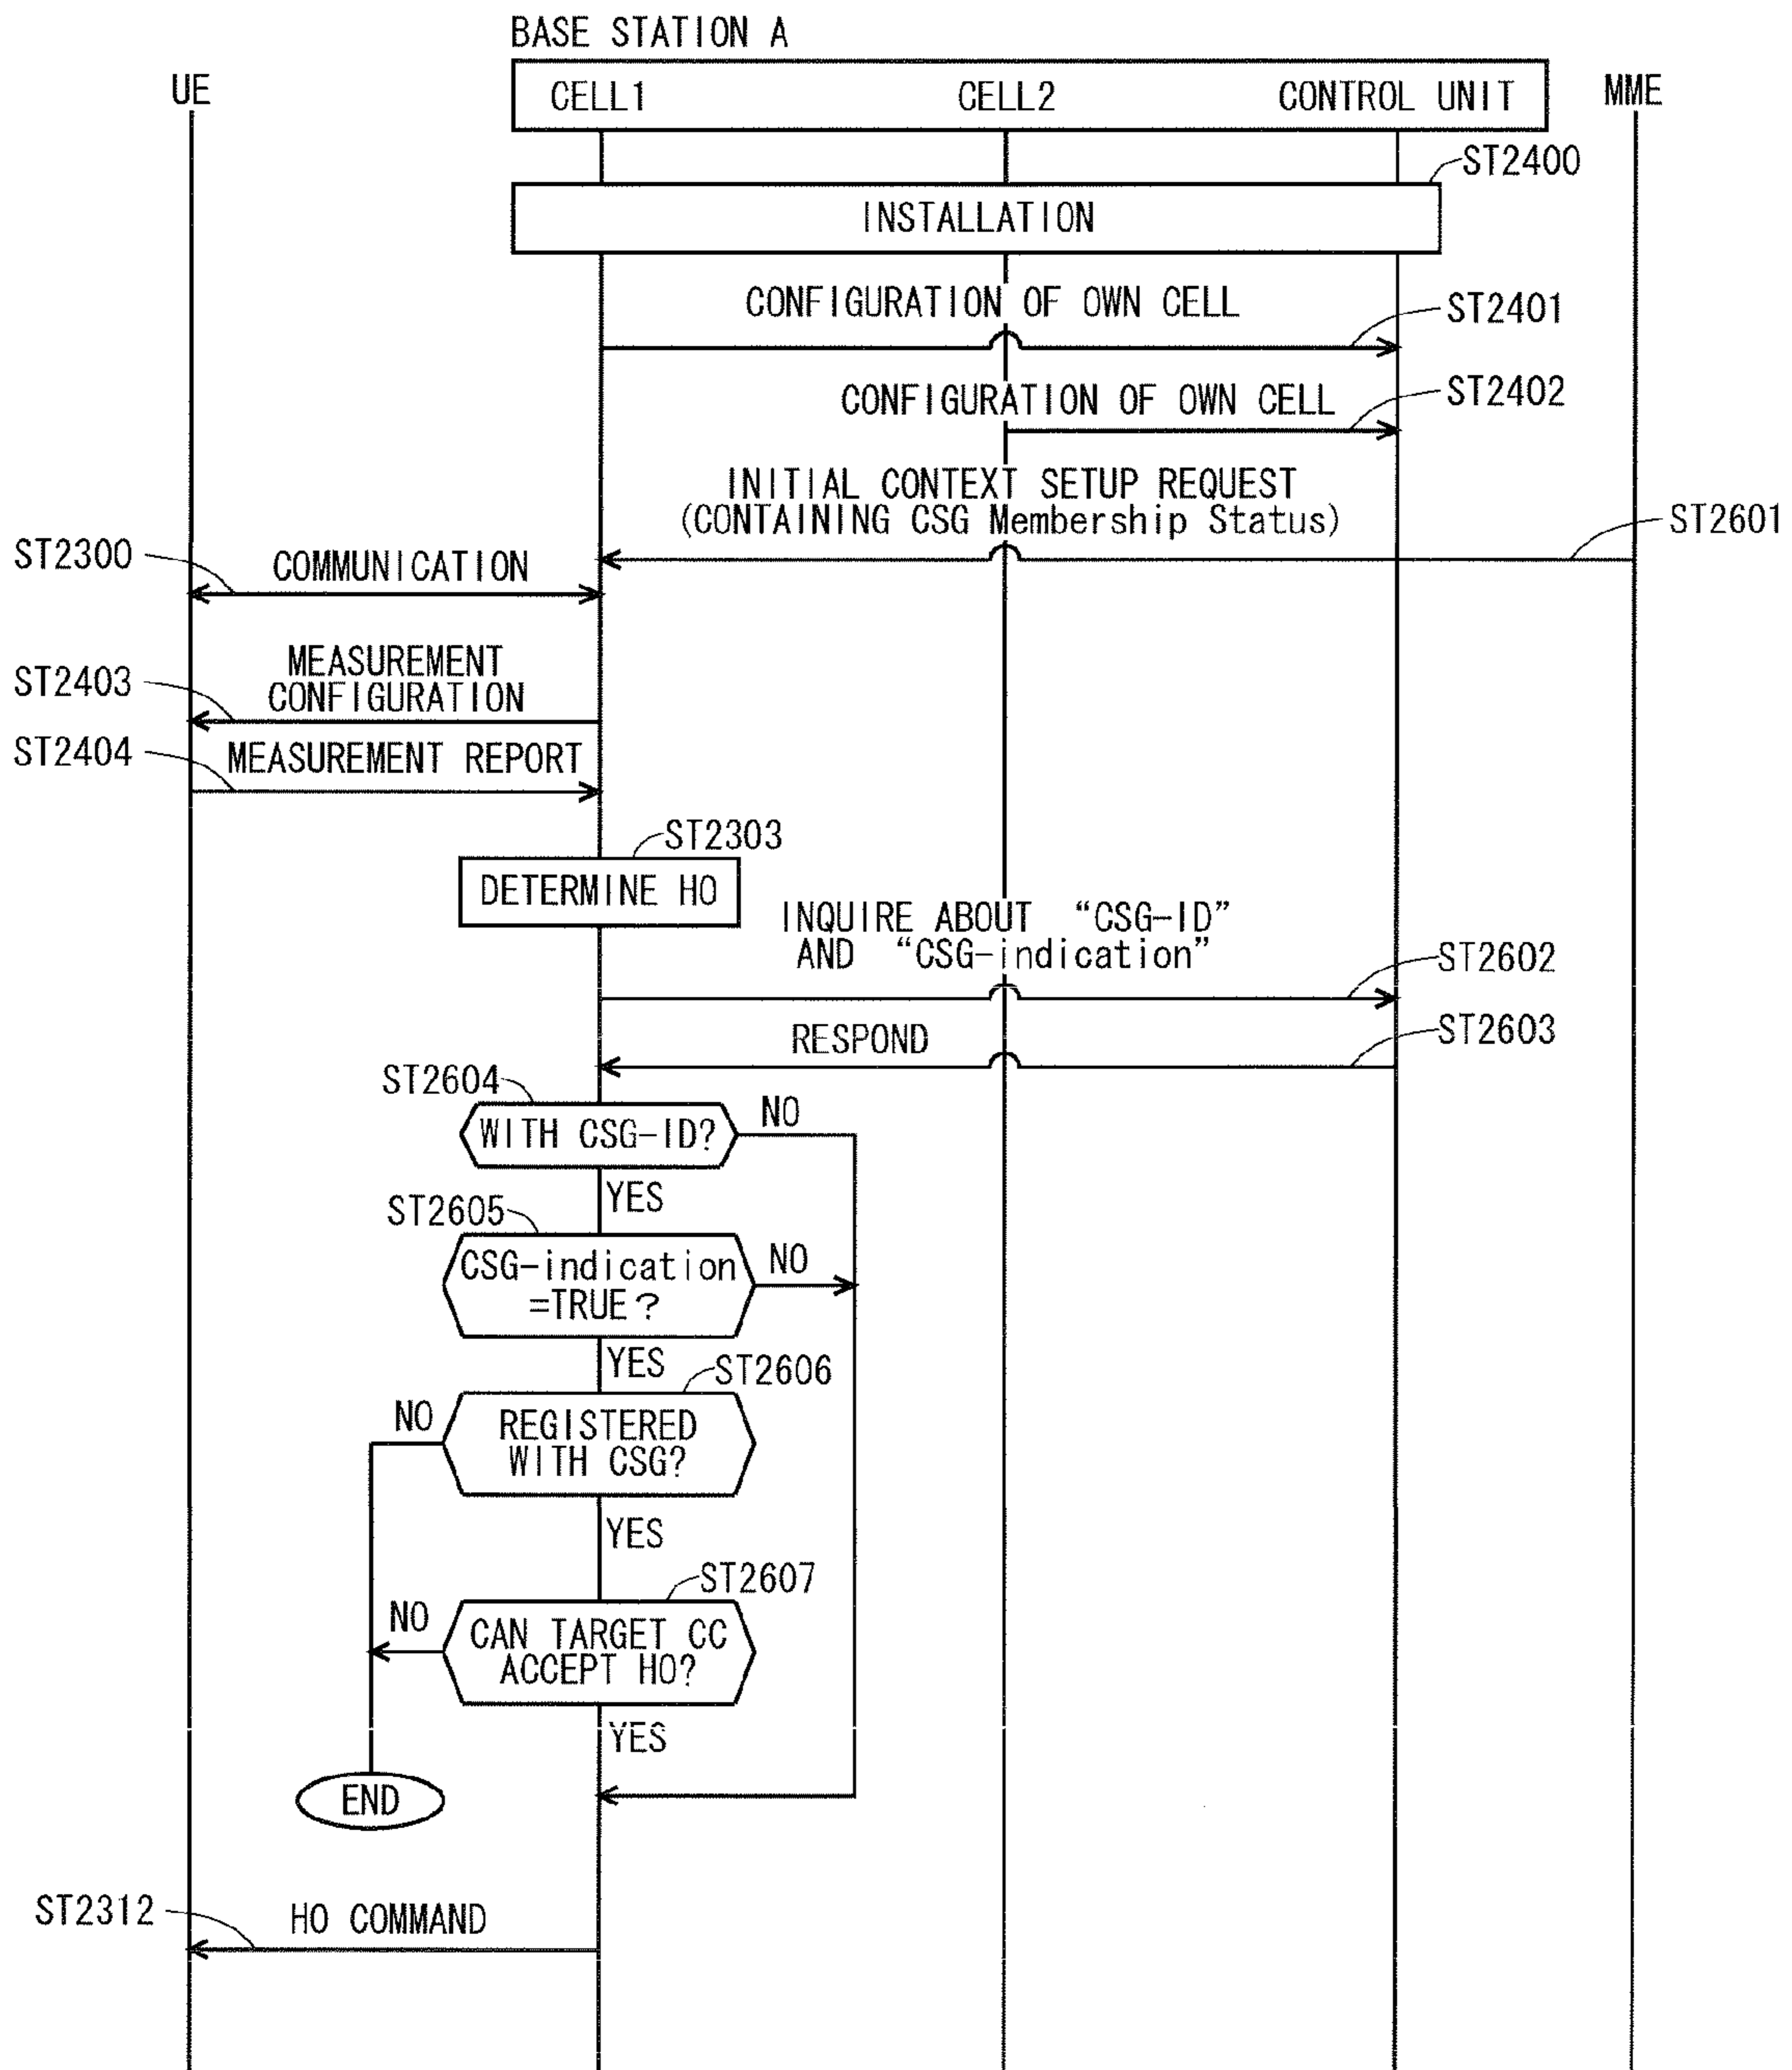 BASE STATION A
UE
CELL1
CELL2
CONTROL UNIT
MME
ST2400
INSTALLATION
CONFIGURATION OF OWN CELL
ST2401
CONFIGURATION OF OWN CELL
ST2402
INITIAL CONTEXT SETUP REQUEST
(CONTAINING CSG Membership Status)
ST2601
ST2300
COMMUNICATION
MEASUREMENT
CONFIGURATION
ST2403
ST2404
MEASUREMENT REPORT
ST2303
DETERMINE HO
INQUIRE ABOUT “CSG-ID”
AND “CSG-indication”
ST2602
RESPOND
ST2603
ST2604
WITH CSG-ID?
NO
YES
ST2605
CSG-indication
=TRUE?
NO
YES
ST2606
NO
REGISTERED
WITH CSG?
YES
ST2607
NO
CAN TARGET CC
ACCEPT HO?
YES
END
ST2312
HO COMMAND